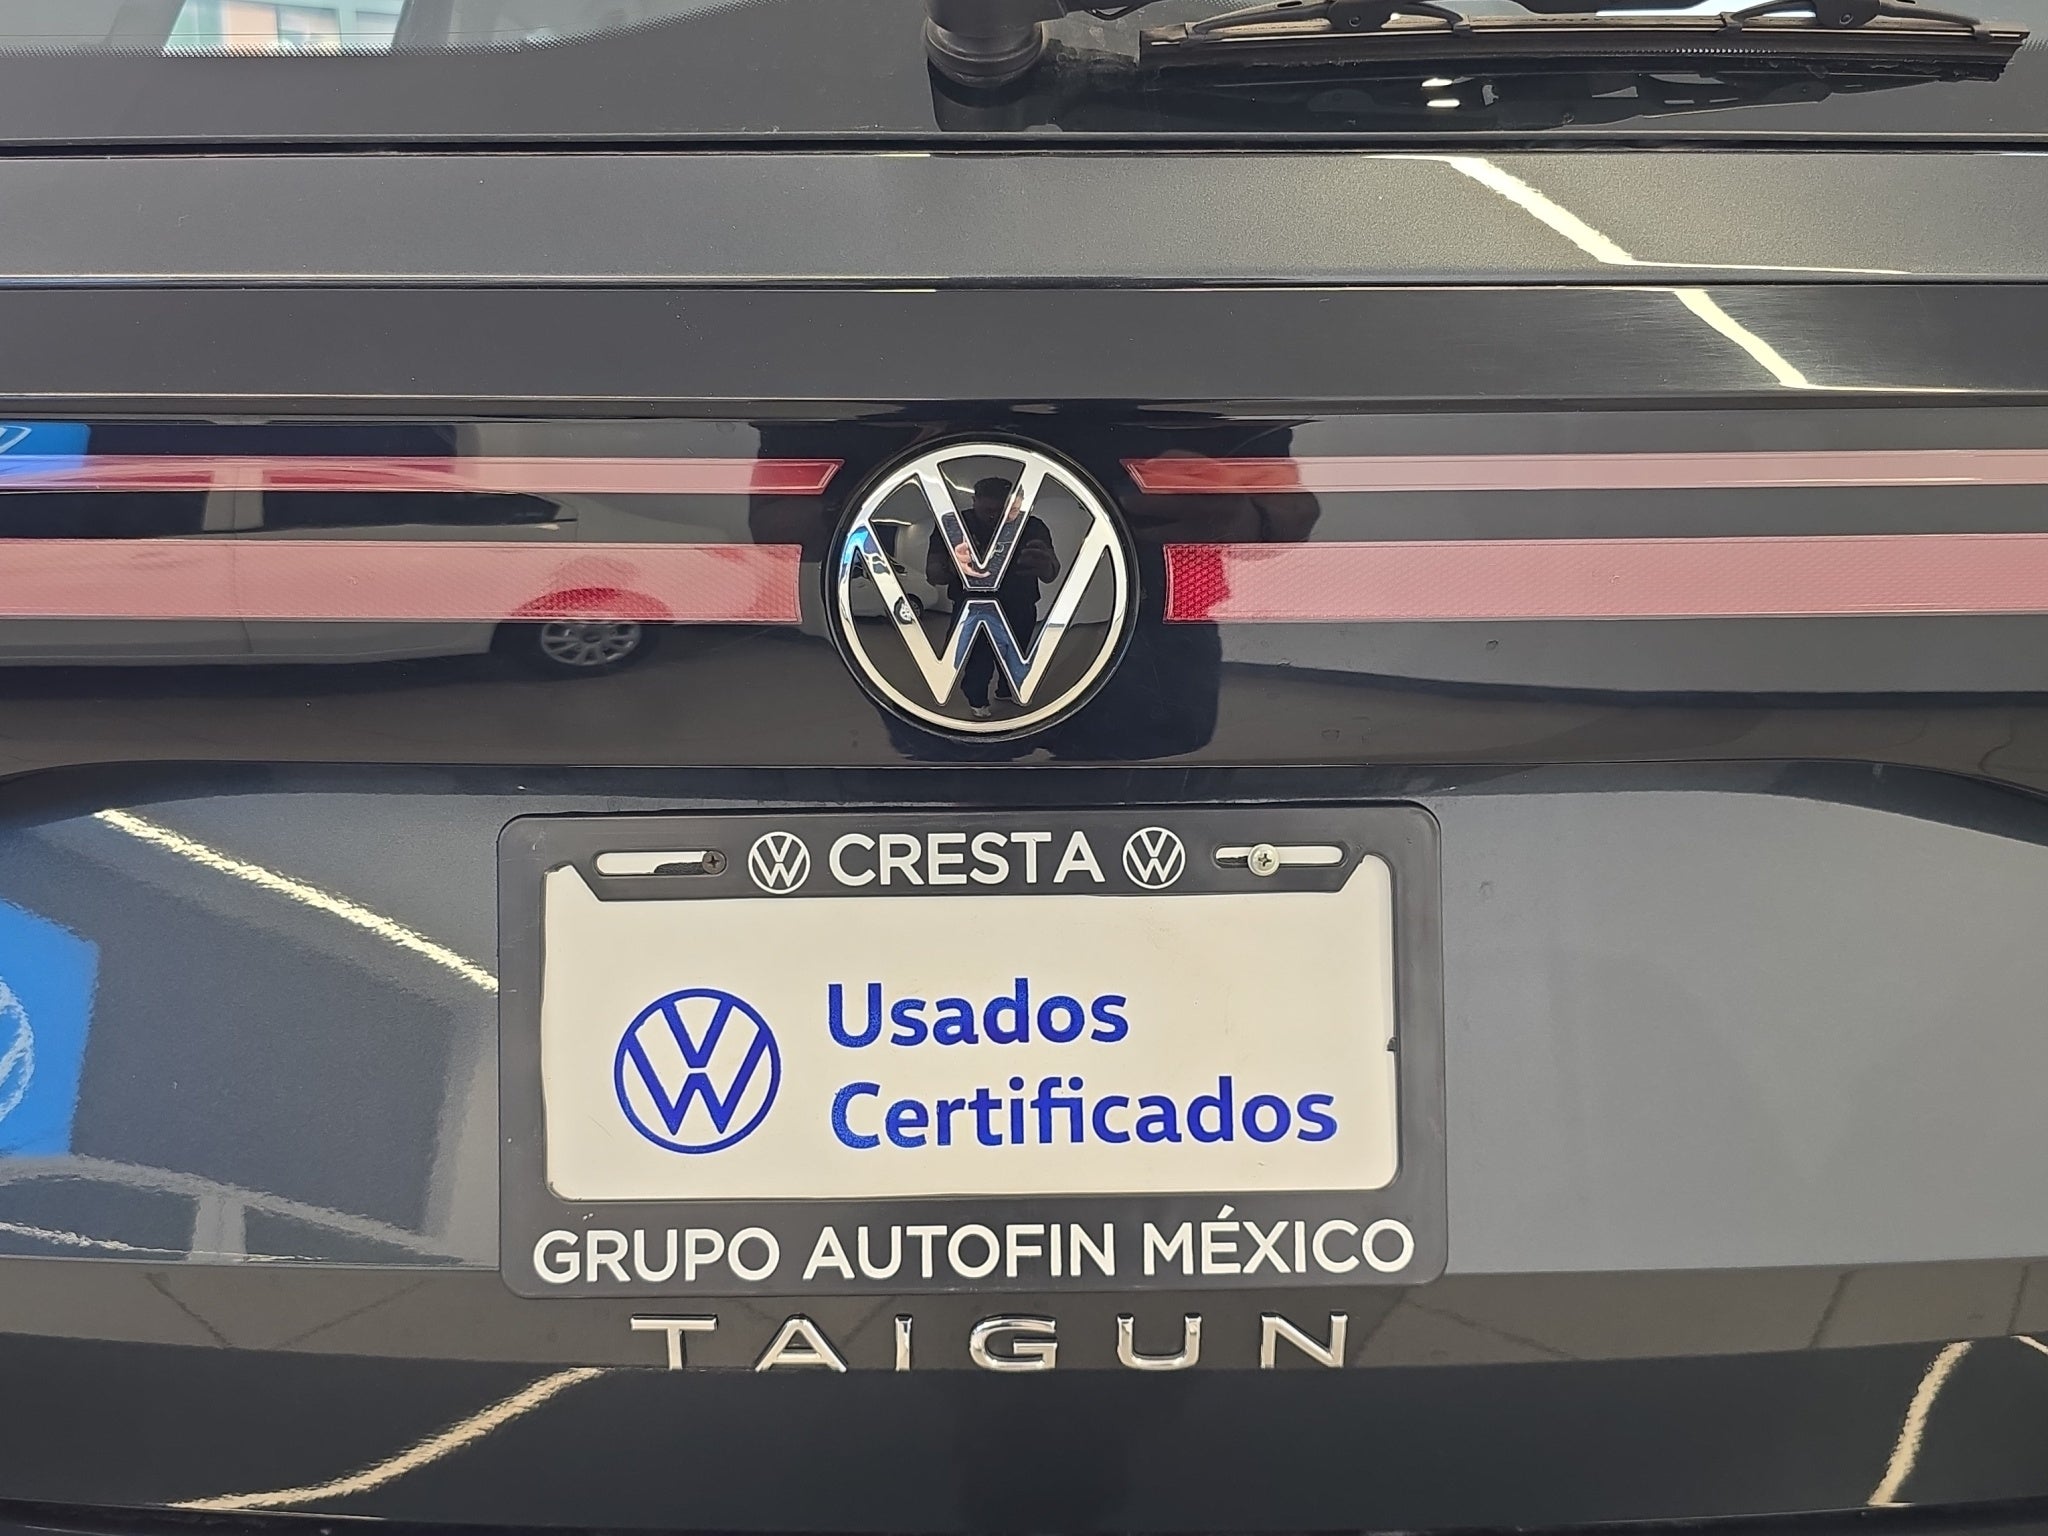 CRESTA
Usados
Certificados
GRUPO AUTOFIN MÉXICO
TAIGUN